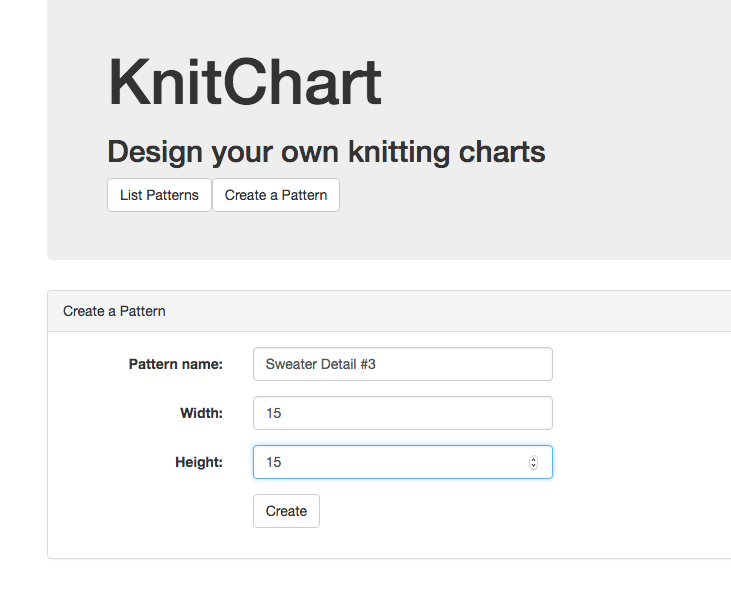 KnitChart
Design your own knitting charts
List Patterns Create a Pattern
Create a Pattern
Pattern name: Sweater Detail #3
Width: 15
Height: 15
Create